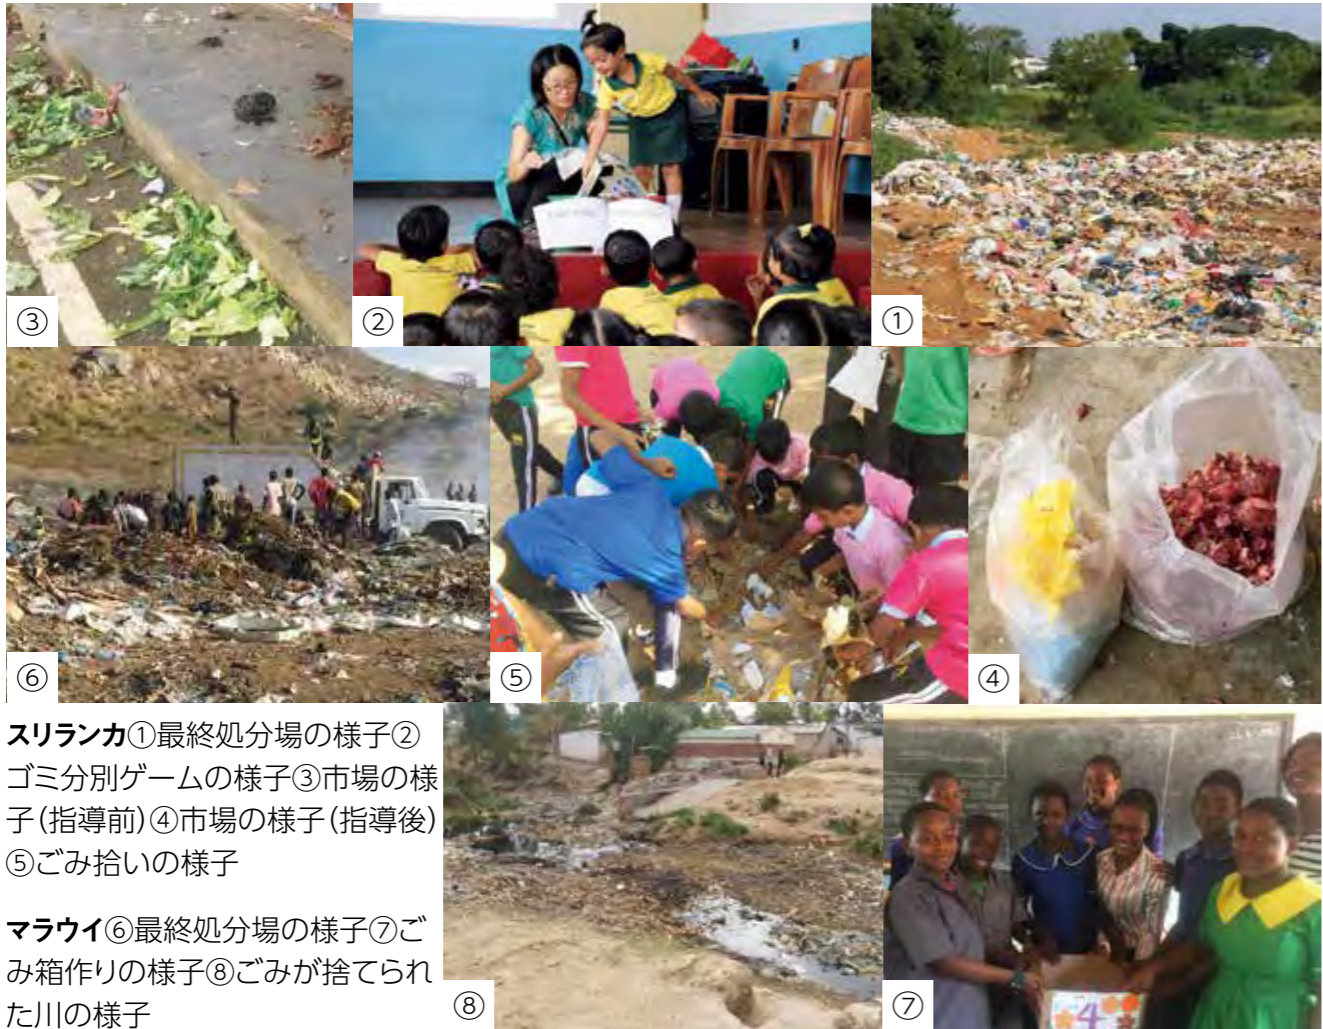 ③
②
①
⑥
⑤
④
スリランカ①最終処分場の様子②
ゴミ分別ゲームの様子③市場の様
子(指導前)④市場の様子(指導後)
⑤ごみ拾いの様子
マラウイ⑥最終処分場の様子⑦ご
み箱作りの様子⑧ごみが捨てられ
た川の様子
⑧
⑦
4